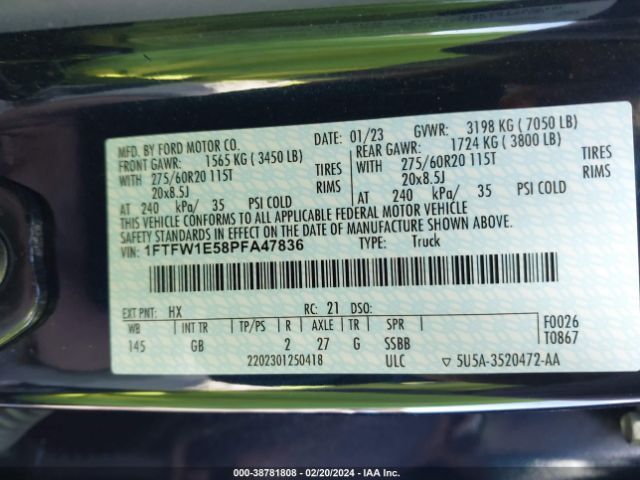 MFD. BY FORD MOTOR CO. DATE: 01/23 GVWR: 3198 KG ( 7050 LB)
FRONT GAWR: 1565 KG ( 3450 LB) REAR GAWR: 1724 KG ( 3800 LB)
WITH 275/60R20 115T TIRES WITH 275/60R20 115T TIRES
20x8.5J RIMS 20x8.5J RIMS
AT 240 kPa/ 35 PSI COLD AT 240 kPa/ 35 PSI COLD
THIS VEHICLE CONFORMS TO ALL APPLICABLE FEDERAL MOTOR VEHICLE
SAFETY STANDARDS IN EFFECT ON THE DATE OF MANUFACTURE SHOWN ABOVE.
VIN: 1FTFW1E58PFA47836 TYPE: Truck
EXT PNT: HX RC: 21 DSO:
WB INT TR TP/PS R AXLE TR SPR F0026
145 GB 2 27 G SSBB T0867
2202301250418 ULC ▽ 5U5A-3520472-AA
000-38781808 - 02/20/2024 - IAA